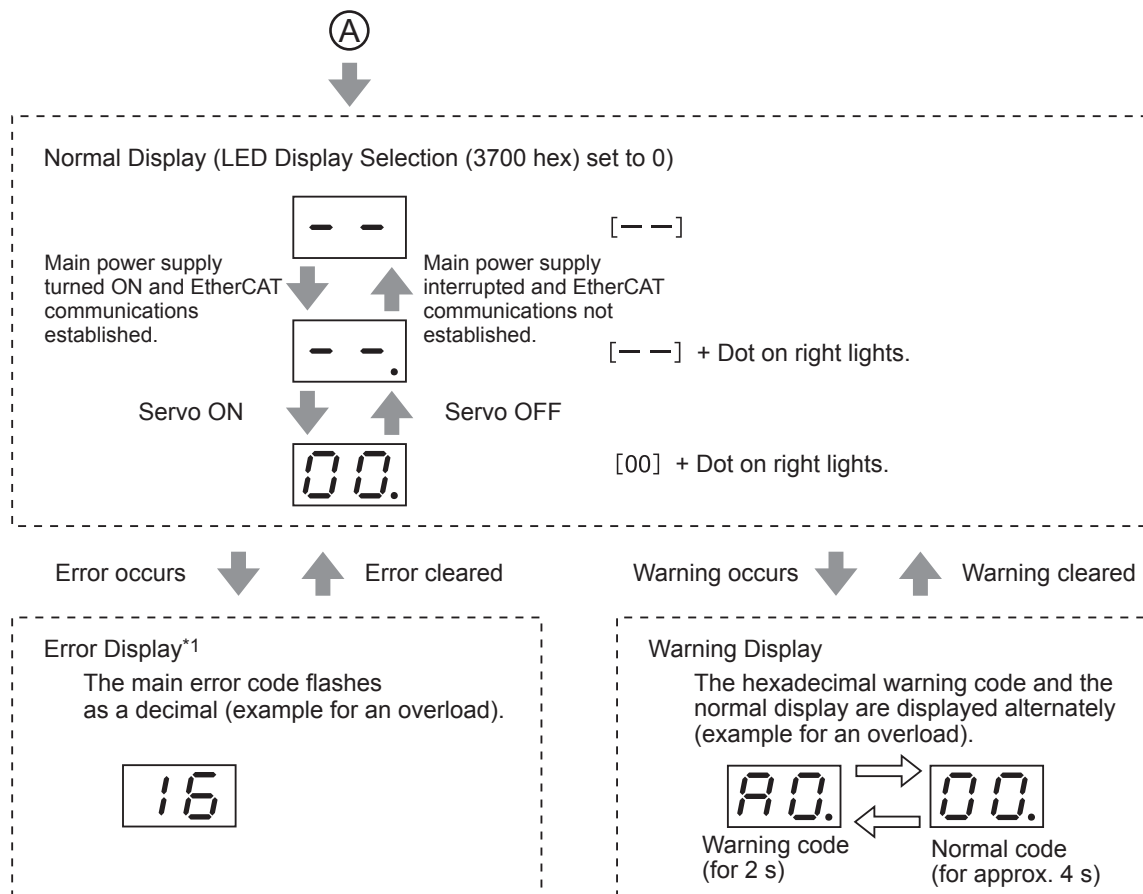 A
Normal Display (LED Display Selection (3700 hex) set to 0)
– –
[— —]
Main power supply
turned ON and EtherCAT
communications
established.
Main power supply
interrupted and EtherCAT
communications not
established.
– –.
[— —] + Dot on right lights.
Servo ON
Servo OFF
00.
[00] + Dot on right lights.
Error occurs
Error cleared
Warning occurs
Warning cleared
Error Display*1
The main error code flashes
as a decimal (example for an overload).
16
Warning Display
The hexadecimal warning code and the
normal display are displayed alternately
(example for an overload).
A0.
00.
Warning code
(for 2 s)
Normal code
(for approx. 4 s)